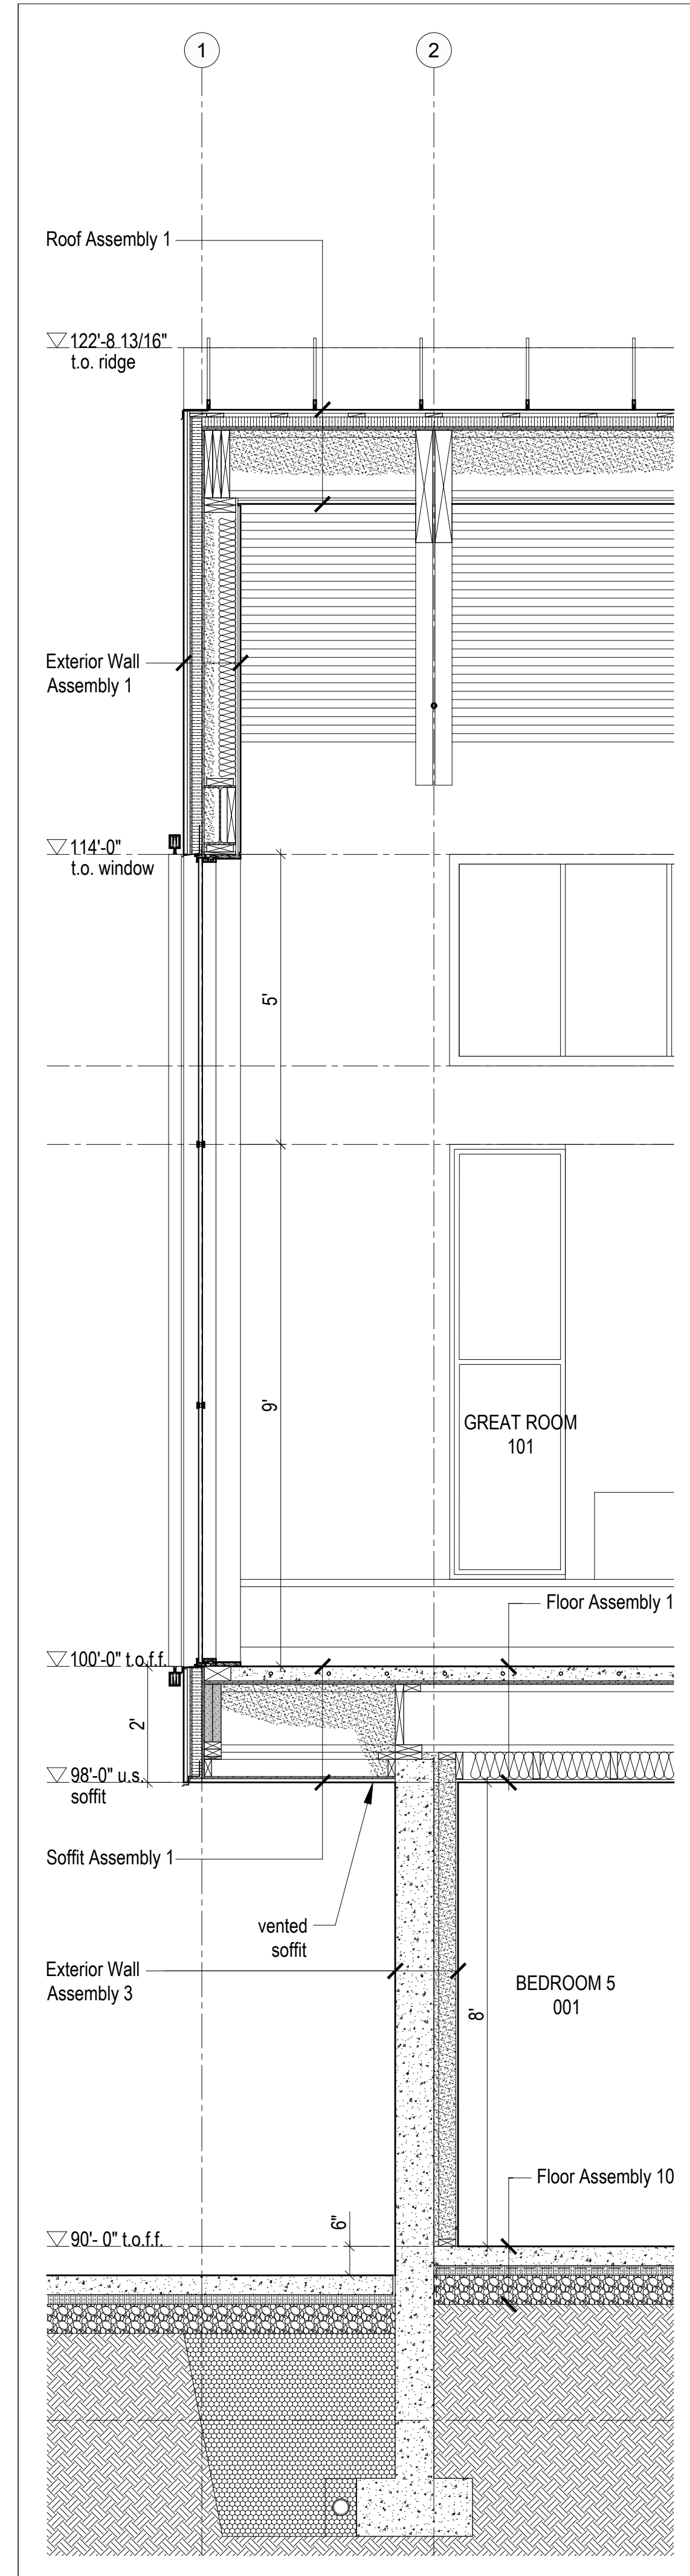 1
2
Roof Assembly 1
122'-8 13/16"
t.o. ridge
Exterior Wall
Assembly 1
114'-0"
t.o. window
5'
9'
GREAT ROOM
101
Floor Assembly 1
100'-0" t.o.f.f.
2'
98'-0" u.s.
soffit
Soffit Assembly 1
vented
soffit
Exterior Wall
Assembly 3
BEDROOM 5
001
8'
Floor Assembly 10
6"
90'- 0" t.o.f.f.